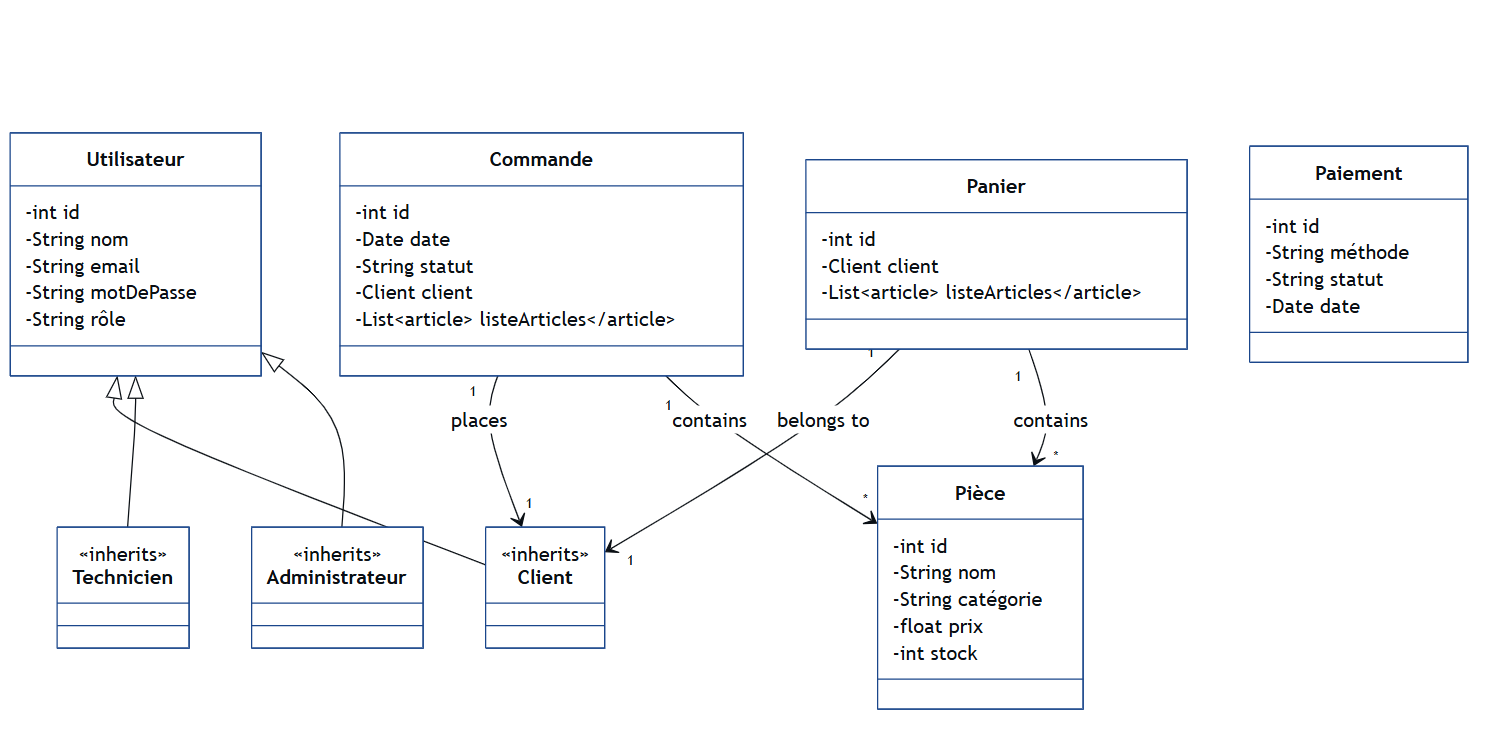 Utilisateur
-int id
-String nom
-String email
-String motDePasse
-String rôle
Commande
-int id
-Date date
-String statut
-Client client
-List<article> listeArticles</article>
Panier
-int id
-Client client
-List<article> listeArticles</article>
Paiement
-int id
-String méthode
-String statut
-Date date
1
places
1
1
contains
*
1
belongs to
1
1
contains
*
«inherits»
Technicien
«inherits»
Administrateur
«inherits»
Client
Pièce
-int id
-String nom
-String catégorie
-float prix
-int stock